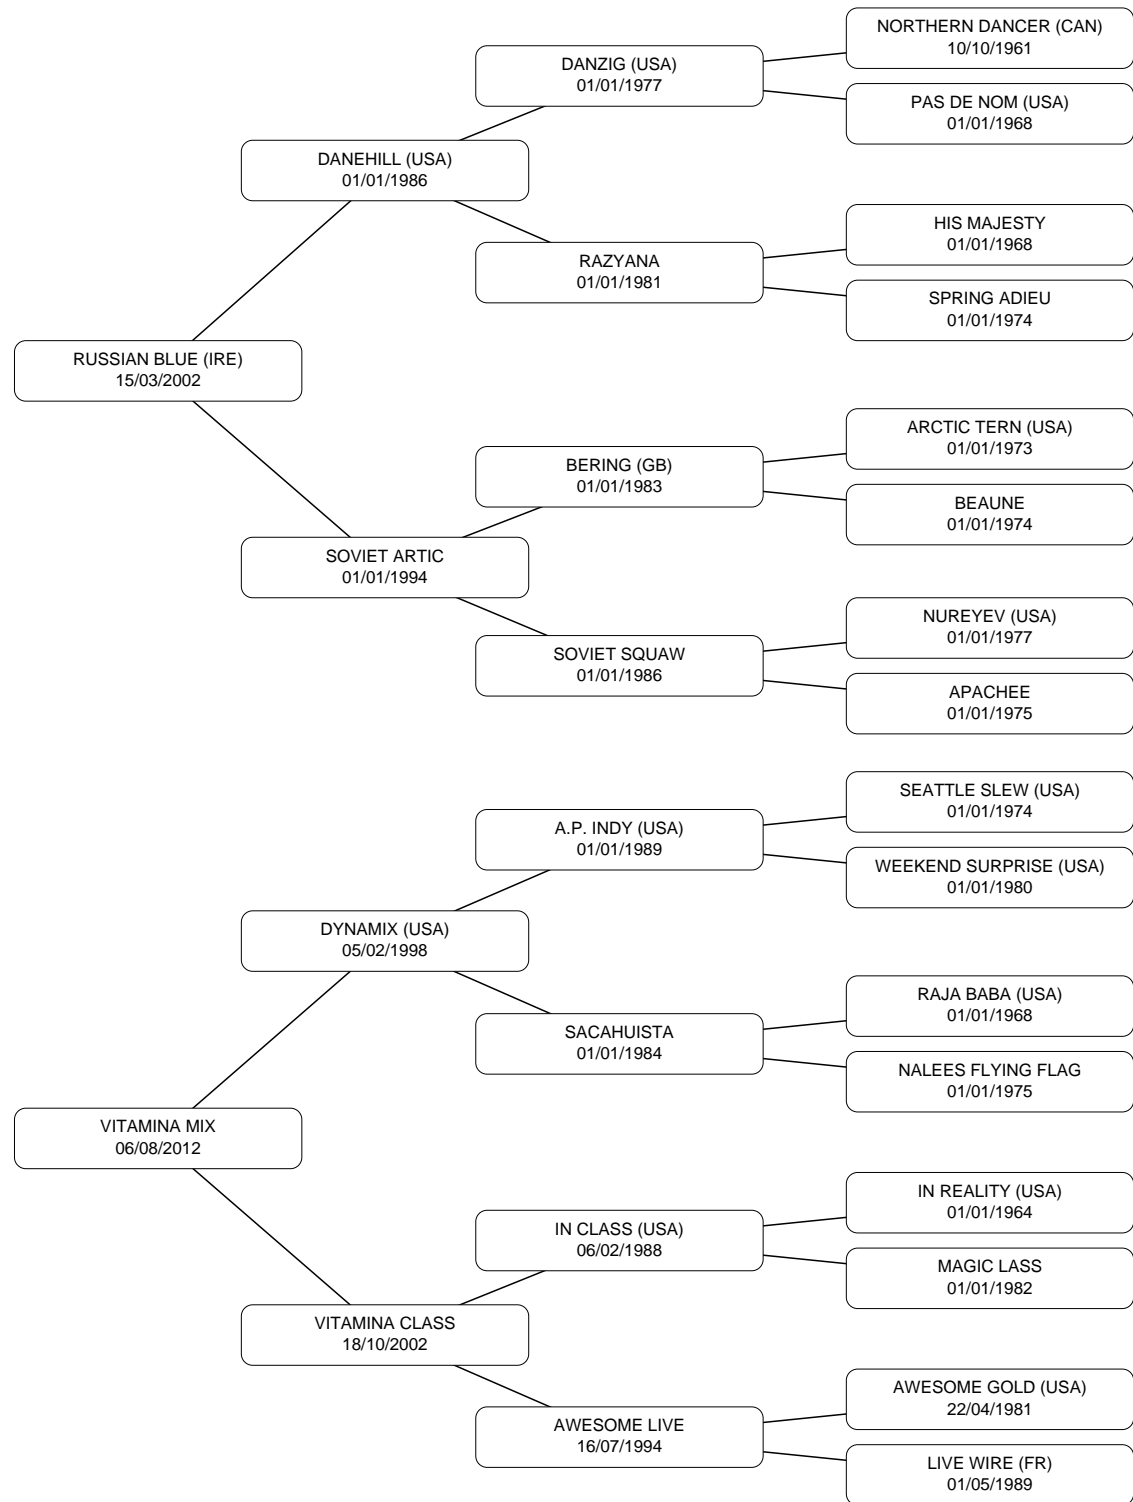 NORTHERN DANCER (CAN)
10/10/1961
DANZIG (USA)
01/01/1977
PAS DE NOM (USA)
01/01/1968
DANEHILL (USA)
01/01/1986
HIS MAJESTY
01/01/1968
RAZYANA
01/01/1981
SPRING ADIEU
01/01/1974
RUSSIAN BLUE (IRE)
15/03/2002
ARCTIC TERN (USA)
01/01/1973
BERING (GB)
01/01/1983
BEAUNE
01/01/1974
SOVIET ARTIC
01/01/1994
NUREYEV (USA)
01/01/1977
SOVIET SQUAW
01/01/1986
APACHEE
01/01/1975
SEATTLE SLEW (USA)
01/01/1974
A.P. INDY (USA)
01/01/1989
WEEKEND SURPRISE (USA)
01/01/1980
DYNAMIX (USA)
05/02/1998
RAJA BABA (USA)
01/01/1968
SACAHUISTA
01/01/1984
NALEES FLYING FLAG
01/01/1975
VITAMINA MIX
06/08/2012
IN REALITY (USA)
01/01/1964
IN CLASS (USA)
06/02/1988
MAGIC LASS
01/01/1982
VITAMINA CLASS
18/10/2002
AWESOME GOLD (USA)
22/04/1981
AWESOME LIVE
16/07/1994
LIVE WIRE (FR)
01/05/1989